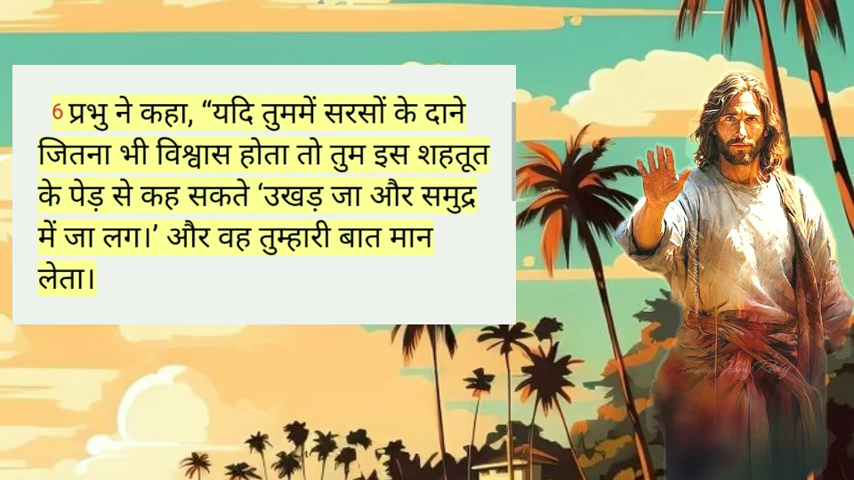 6 प्रभु ने कहा, “यदि तुममें सरसों के दाने
जितना भी विश्वास होता तो तुम इस शहतूत
के पेड़ से कह सकते ‘उखड़ जा और समुद्र
में जा लग।’ और वह तुम्हारी बात मान
लेता।